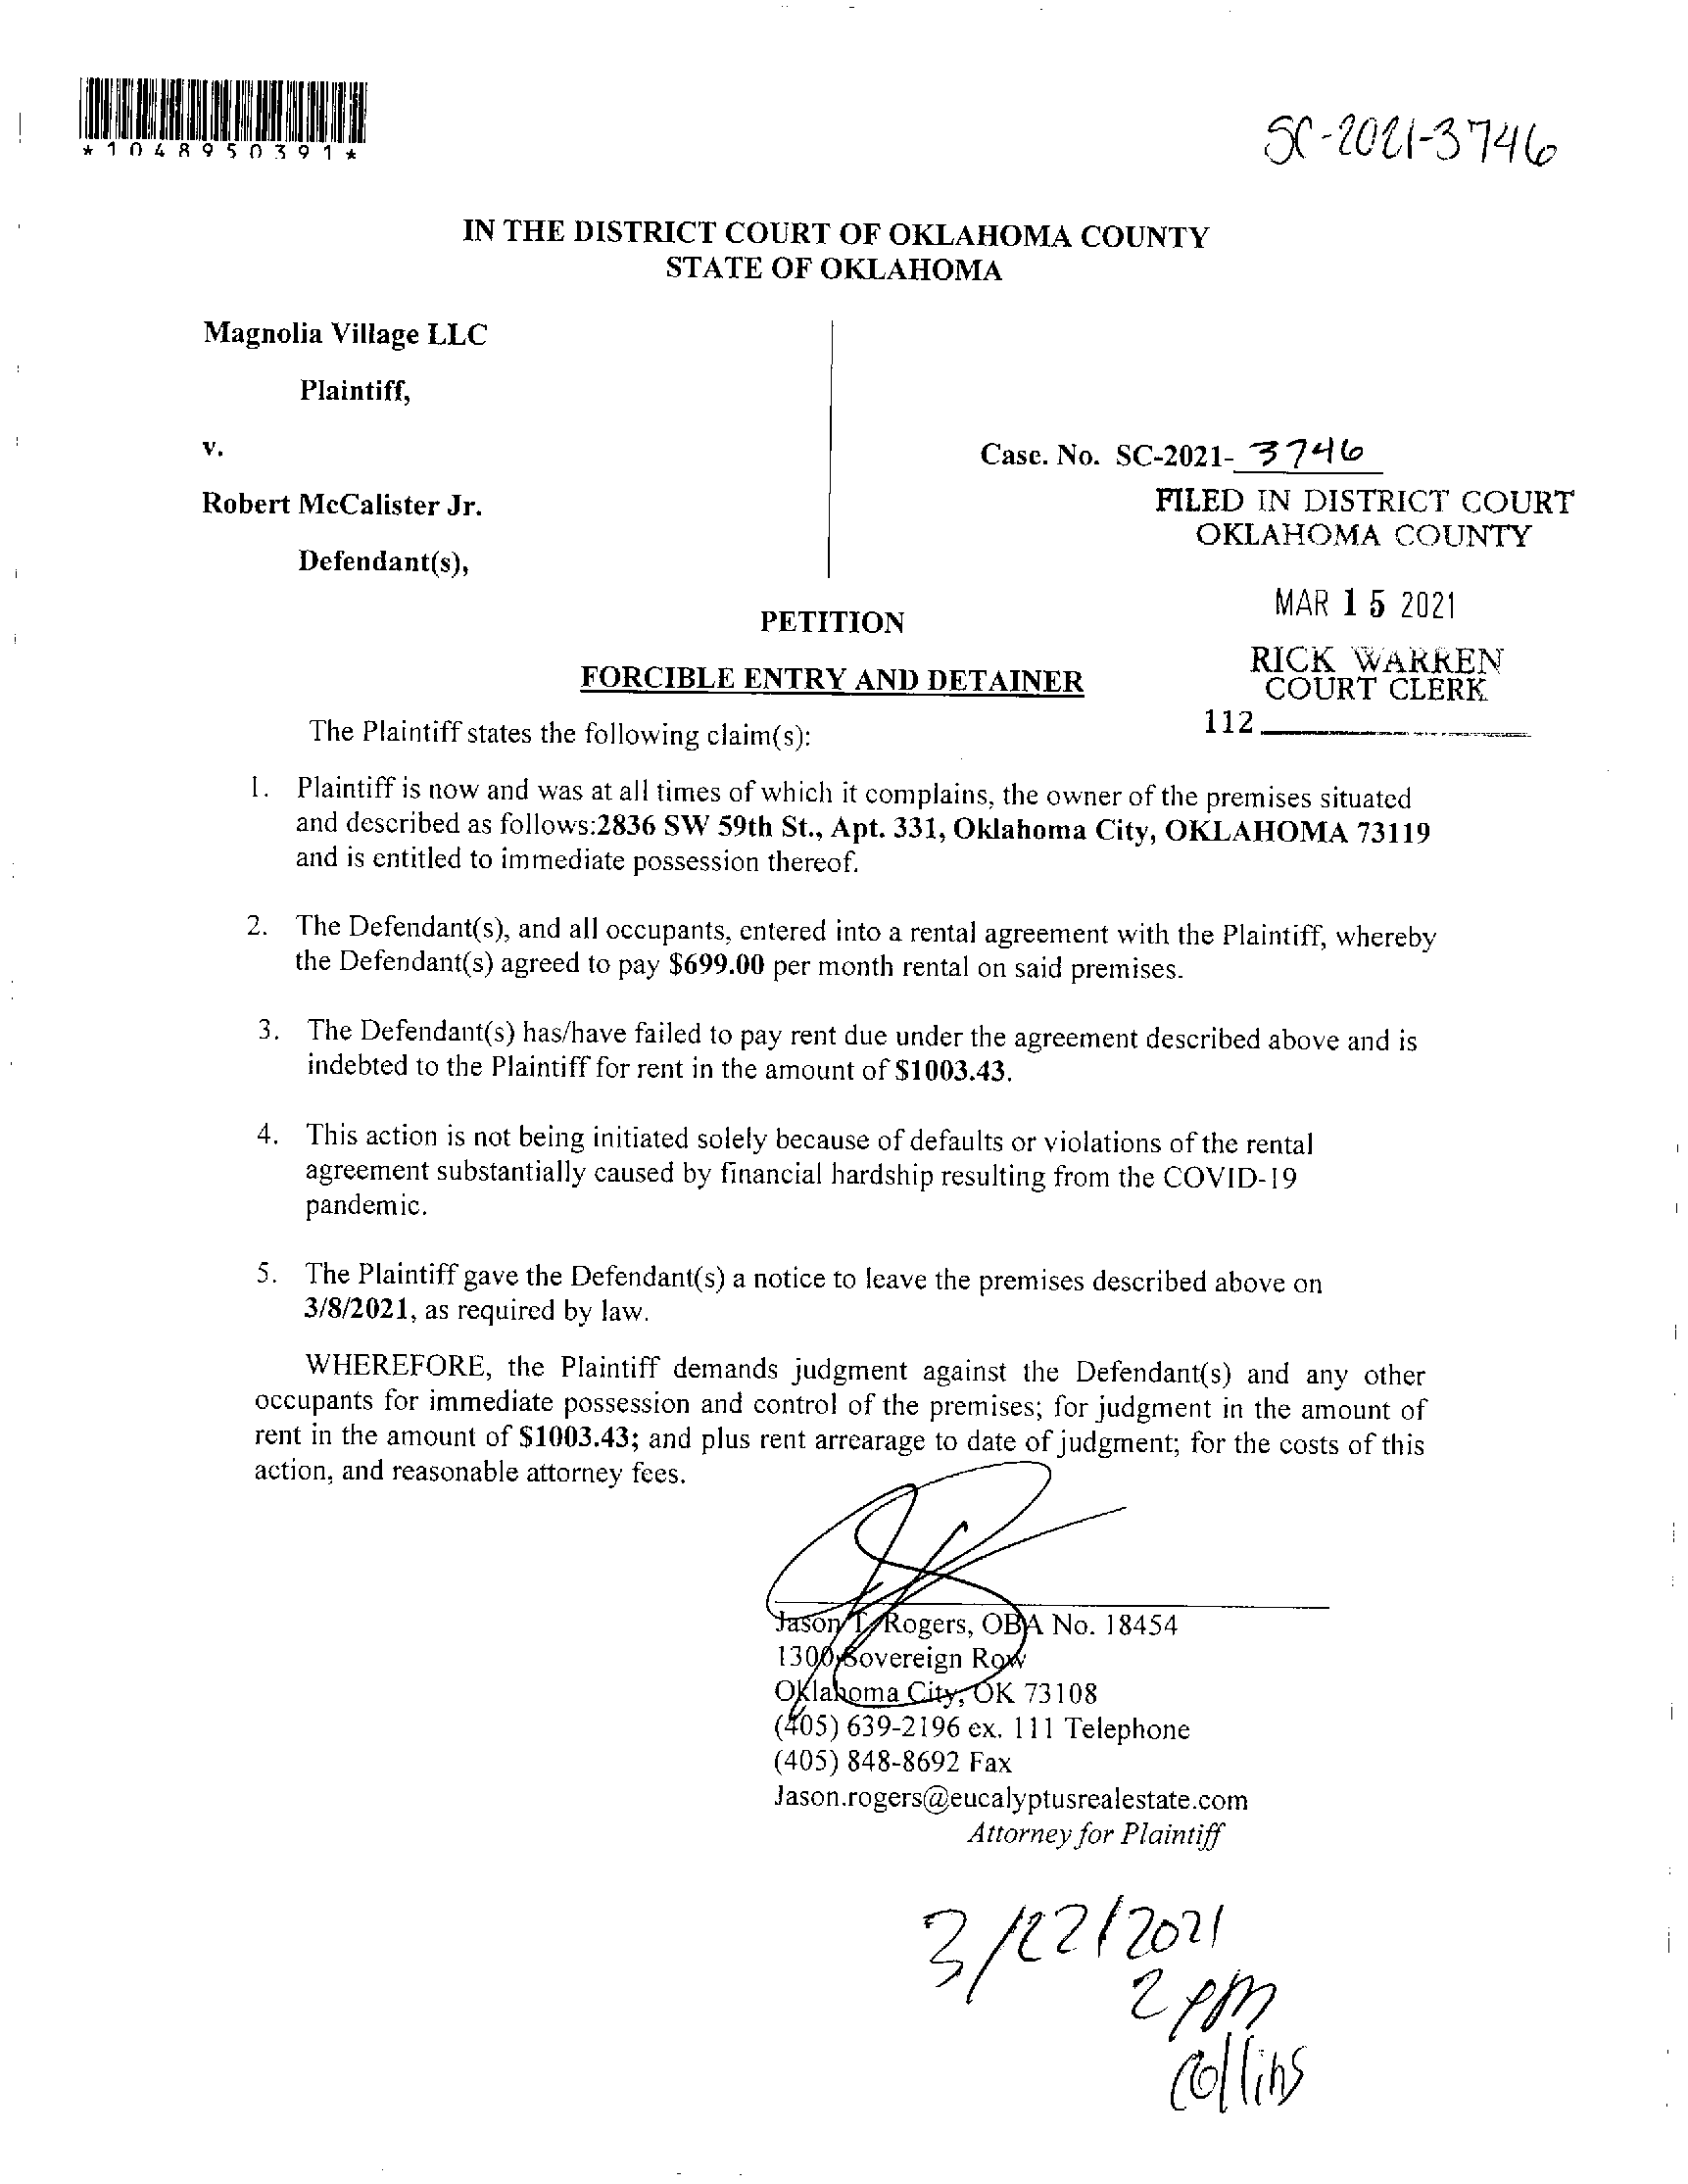 *1048950391*
SC-2021-3746
IN THE DISTRICT COURT OF OKLAHOMA COUNTY
STATE OF OKLAHOMA
Magnolia Village LLC
Plaintiff,
v.
Case. No. SC-2021- 3746
Robert McCalister Jr.
FILED IN DISTRICT COURT
OKLAHOMA COUNTY
Defendant(s),
MAR 15 2021
PETITION
RICK WARREN
COURT CLERK
FORCIBLE ENTRY AND DETAINER
112
The Plaintiff states the following claim(s):
1. Plaintiff is now and was at all times of which it complains, the owner of the premises situated
and described as follows:2836 SW 59th St., Apt. 331, Oklahoma City, OKLAHOMA 73119
and is entitled to immediate possession thereof.
2. The Defendant(s), and all occupants, entered into a rental agreement with the Plaintiff, whereby
the Defendant(s) agreed to pay $699.00 per month rental on said premises.
3. The Defendant(s) has/have failed to pay rent due under the agreement described above and is
indebted to the Plaintiff for rent in the amount of $1003.43.
4. This action is not being initiated solely because of defaults or violations of the rental
agreement substantially caused by financial hardship resulting from the COVID-19
pandemic.
5. The Plaintiff gave the Defendant(s) a notice to leave the premises described above on
3/8/2021, as required by law.
WHEREFORE, the Plaintiff demands judgment against the Defendant(s) and any other
occupants for immediate possession and control of the premises; for judgment in the amount of
rent in the amount of $1003.43; and plus rent arrearage to date of judgment; for the costs of this
action, and reasonable attorney fees.
Jason T. Rogers, OBA No. 18454
1300 Sovereign Row
Oklahoma City, OK 73108
(405) 639-2196 ex. 111 Telephone
(405) 848-8692 Fax
Jason.rogers@eucalyptusrealestate.com
Attorney for Plaintiff
3/22/2021
2 pm
Collins